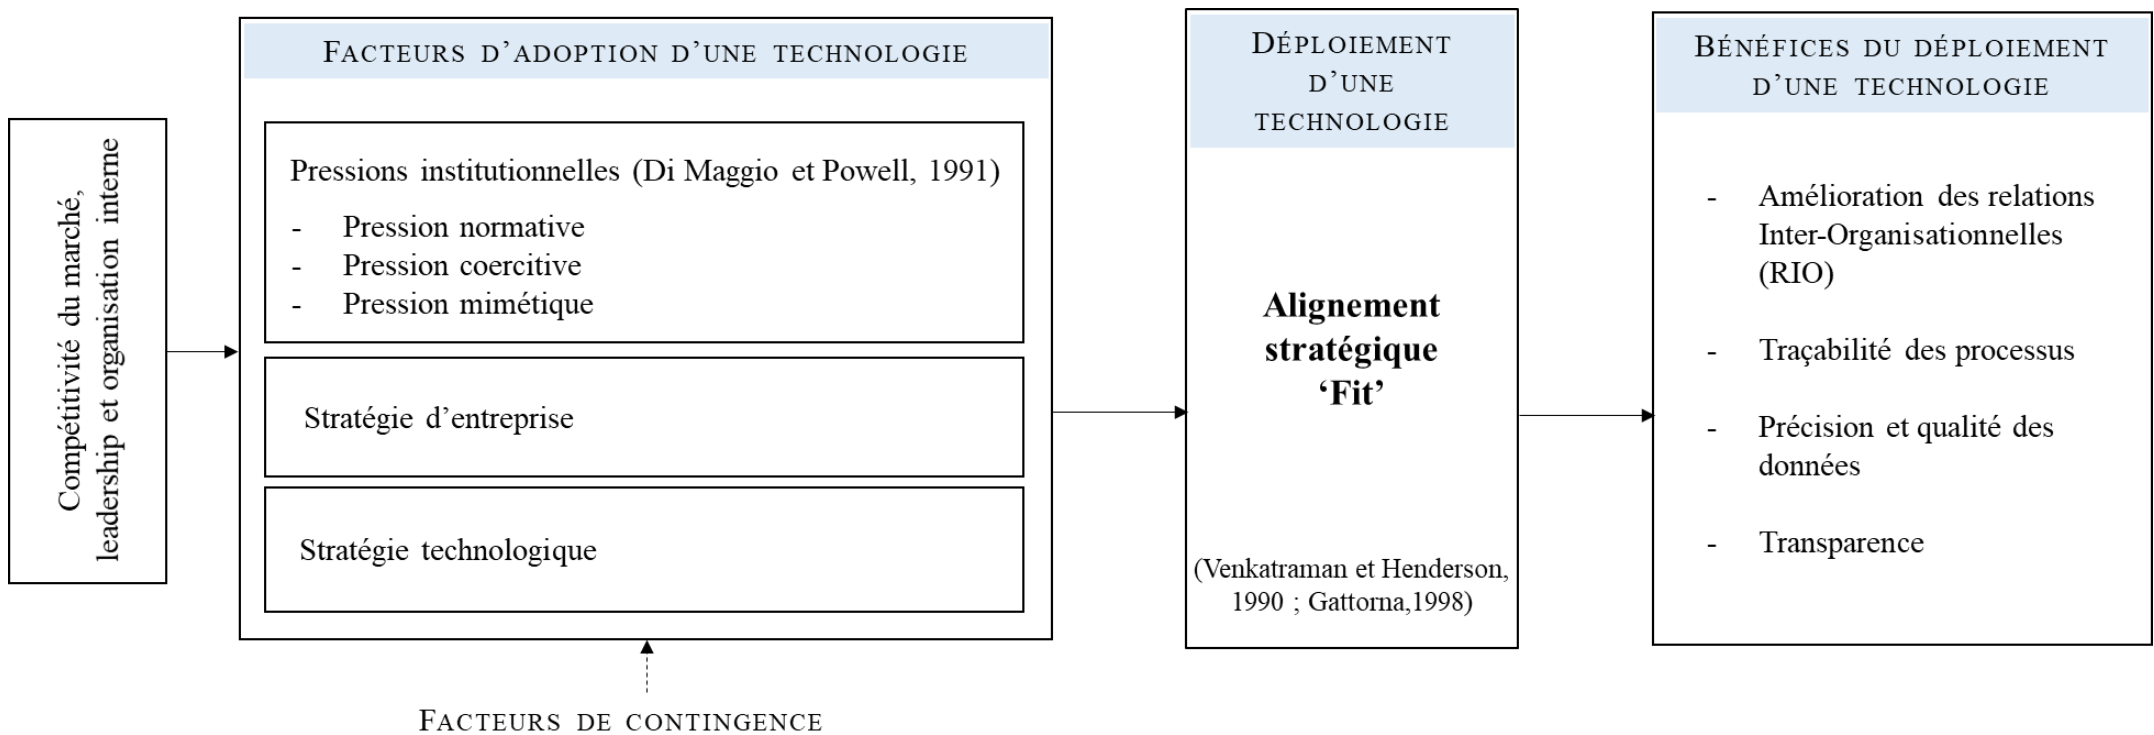 Compétitivité du marché,
leadership et organisation interne
FACTEURS D’ADOPTION D’UNE TECHNOLOGIE
Pressions institutionnelles (Di Maggio et Powell, 1991)
- Pression normative
- Pression coercitive
- Pression mimétique
Stratégie d’entreprise
Stratégie technologique
FACTEURS DE CONTINGENCE
DÉPLOIEMENT
D’UNE
TECHNOLOGIE
Alignement
stratégique
‘Fit’
(Venkatraman et Henderson,
1990 ; Gattorna,1998)
BÉNÉFICES DU DÉPLOIEMENT
D’UNE TECHNOLOGIE
- Amélioration des relations
Inter-Organisationnelles
(RIO)
- Traçabilité des processus
- Précision et qualité des
données
- Transparence